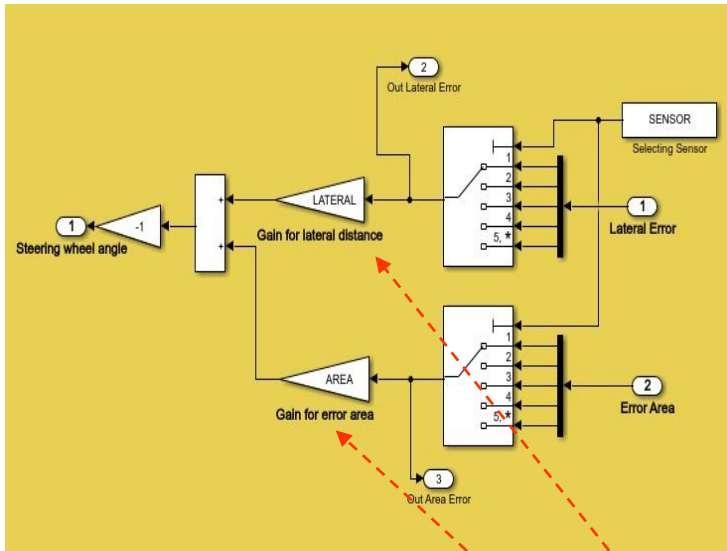 2
Out Lateral Error
SENSOR
Selecting Sensor
1
2
3
4
5, *
1
Lateral Error
+
LATERAL
Gain for lateral distance
1
-1
Steering wheel angle
+
1
2
3
4
5, *
2
Error Area
AREA
Gain for error area
3
Out Area Error